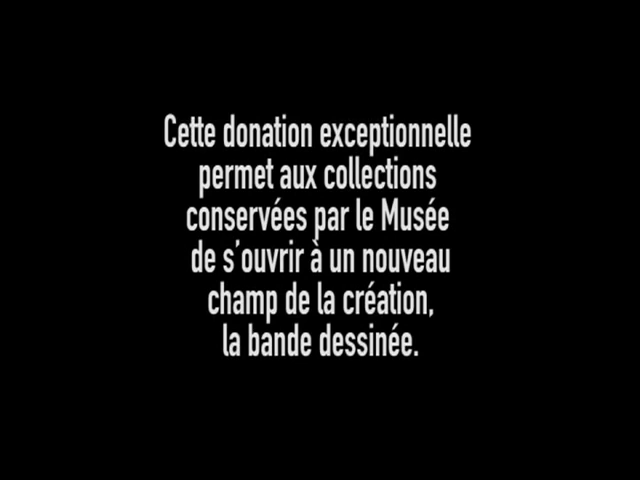 Cette donation exceptionnelle
permet aux collections
conservées par le Musée
de s'ouvrir à un nouveau
champ de la création,
la bande dessinée.